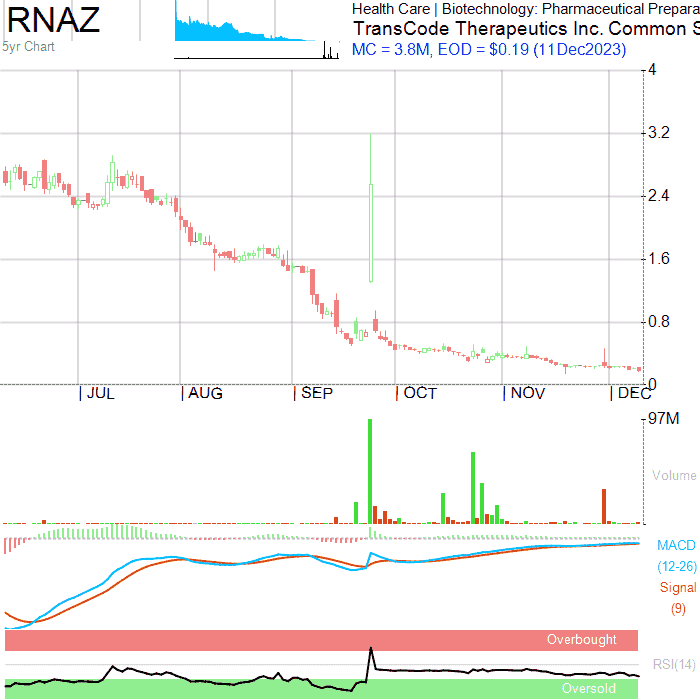 RNAZ
5yr Chart
Health Care | Biotechnology: Pharmaceutical Prepara
TransCode Therapeutics Inc. Common S
MC = 3.8M, EOD = $0.19 (11Dec2023)
4
3.2
2.4
1.6
0.8
0
JUL AUG SEP OCT NOV DEC
97M
Volume
MACD
(12-26)
Signal
(9)
Overbought
RSI(14)
Oversold